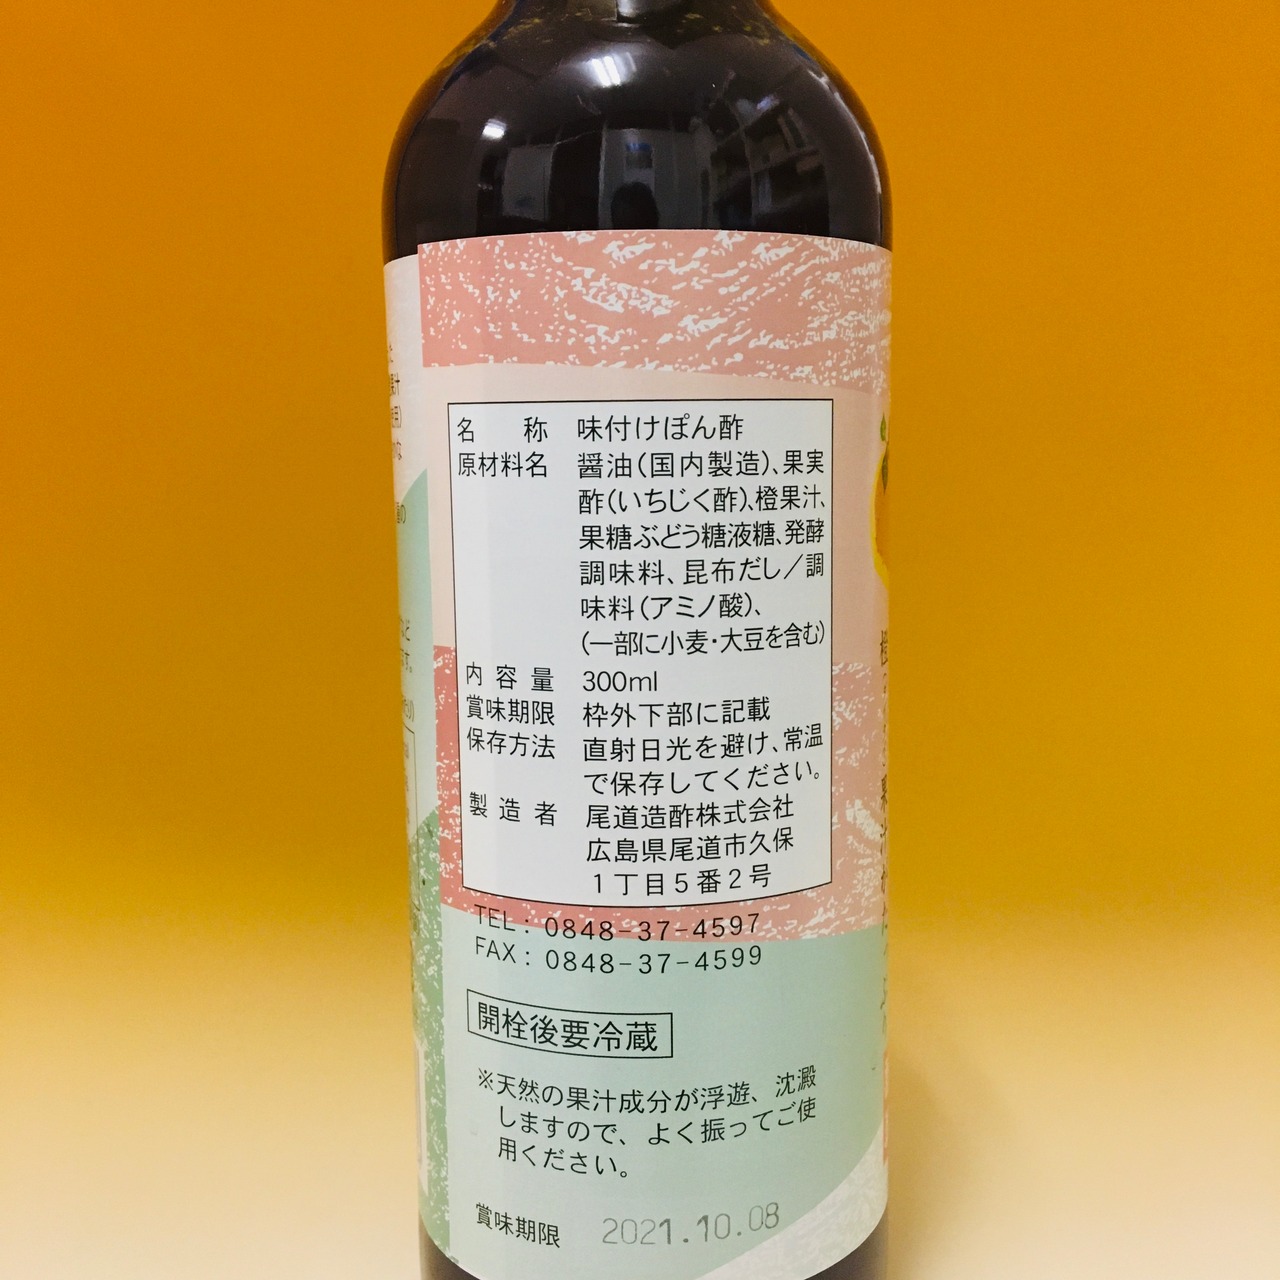 名称 味付けぽん酢
原材料名 醤油(国内製造)、果実
酢(いちじく酢)、橙果汁、
果糖ぶどう糖液糖、発酵
調味料、昆布だし/調
味料(アミノ酸)、
(一部に小麦・大豆を含む)
内容量 300ml
賞味期限 枠外下部に記載
保存方法 直射日光を避け、常温
で保存してください。
製造者 尾道造酢株式会社
広島県尾道市久保
1丁目5番2号
TEL: 0848-37-4597
FAX: 0848-37-4599
開栓後要冷蔵
※天然の果汁成分が浮遊、沈澱
しますので、よく振ってご使
用ください。
賞味期限 2021.10.08